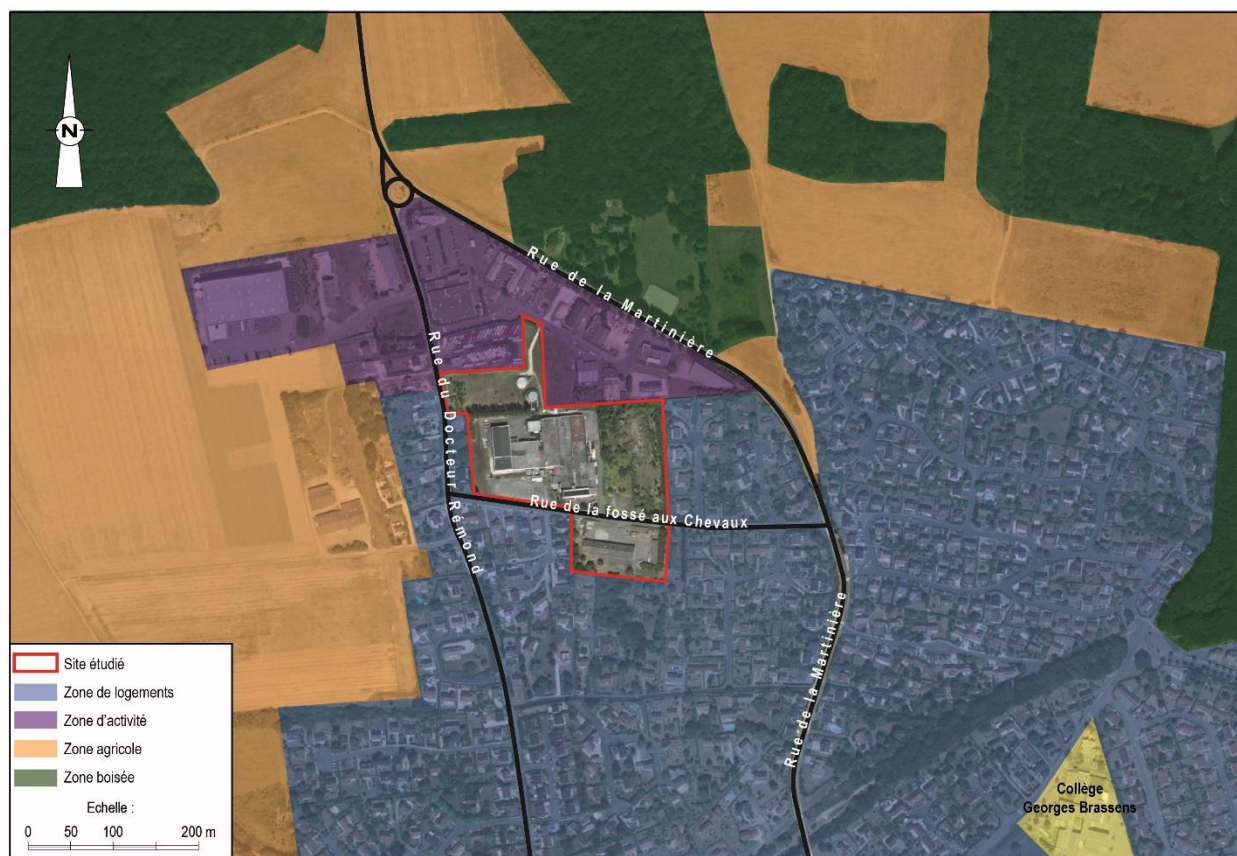 N
Rue de la Martinière
Rue du Docteur Rémond
Rue de la fossé aux Chevaux
Rue de la Martinière
Site étudié
Zone de logements
Zone d'activité
Zone agricole
Zone boisée
Echelle :
0 50 100 200 m
Collège
Georges Brassens